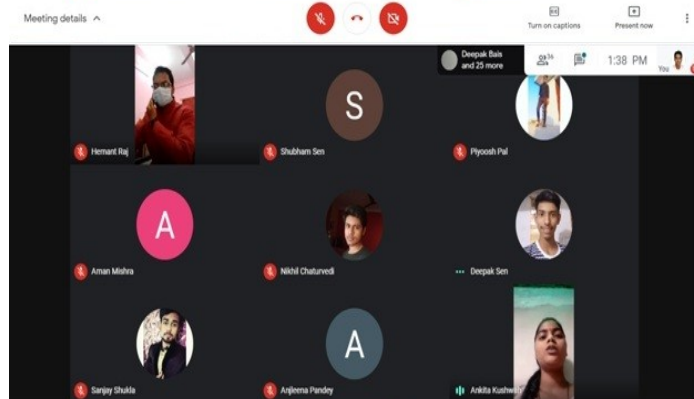 Meeting details
Turn on captions
Present now
Deepak Bais
and 25 more
36
1:38 PM
You
S
Hemant Raj
Shubham Sen
Piyoosh Pal
A
Aman Mishra
Nikhil Chaturvedi
Deepak Sen
A
Sanjay Shukla
Anjleena Pandey